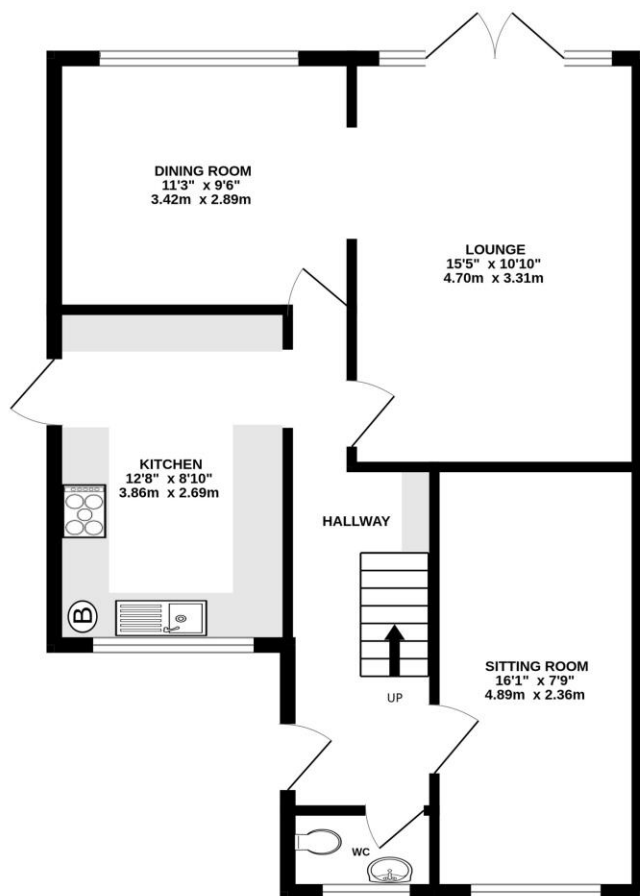 DINING ROOM
11'3" x 9'6"
3.42m x 2.89m
LOUNGE
15'5" x 10'10"
4.70m x 3.31m
KITCHEN
12'8" x 8'10"
3.86m x 2.69m
HALLWAY
B
SITTING ROOM
16'1" x 7'9"
4.89m x 2.36m
UP
WC